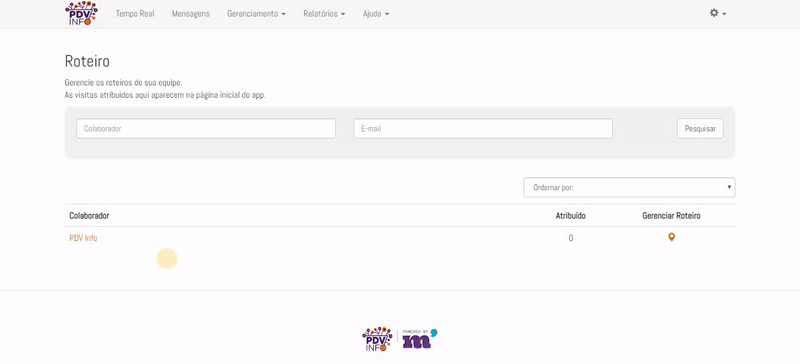 PDV
INFO
Tempo Real Mensagens Gerenciamento Relatórios Ajuda
Roteiro
Gerencie os roteiros de sua equipe.
As visitas atribuidos aqui aparecem na página inicial do app.
Colaborador E-mail Pesquisar
Ordernar por:
Colaborador Atribuído Gerenciar Roteiro
PDV Info 0
PDV
INFO
POWERED BY
m